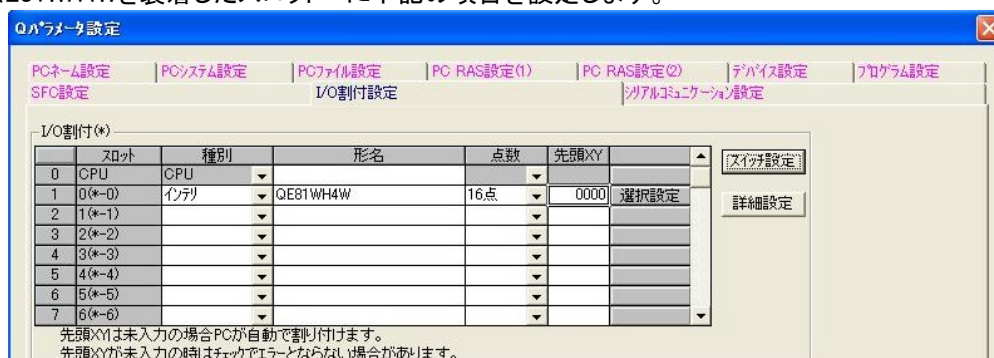 を装着したスロットへ下記の項目を設定します。
Qパラメータ設定
PCネーム設定 PCシステム設定 PCファイル設定 PC RAS設定(1) PC RAS設定(2) デバイス設定 プログラム設定
SFC設定 I/O割付設定 シリアルコミュニケーション設定
I/O割付(*)
スロット 種別 形名 点数 先頭XY
0 CPU CPU
1 0(*-0) インテリ QE81WH4W 16点 0000 選択設定
2 1(*-1)
3 2(*-2)
4 3(*-3)
5 4(*-4)
6 5(*-5)
7 6(*-6)
スイッチ設定
詳細設定
先頭XYは未入力の場合PCが自動で割り付けます。
先頭XYが未入力の時はチェックでエラーとならない場合があります。